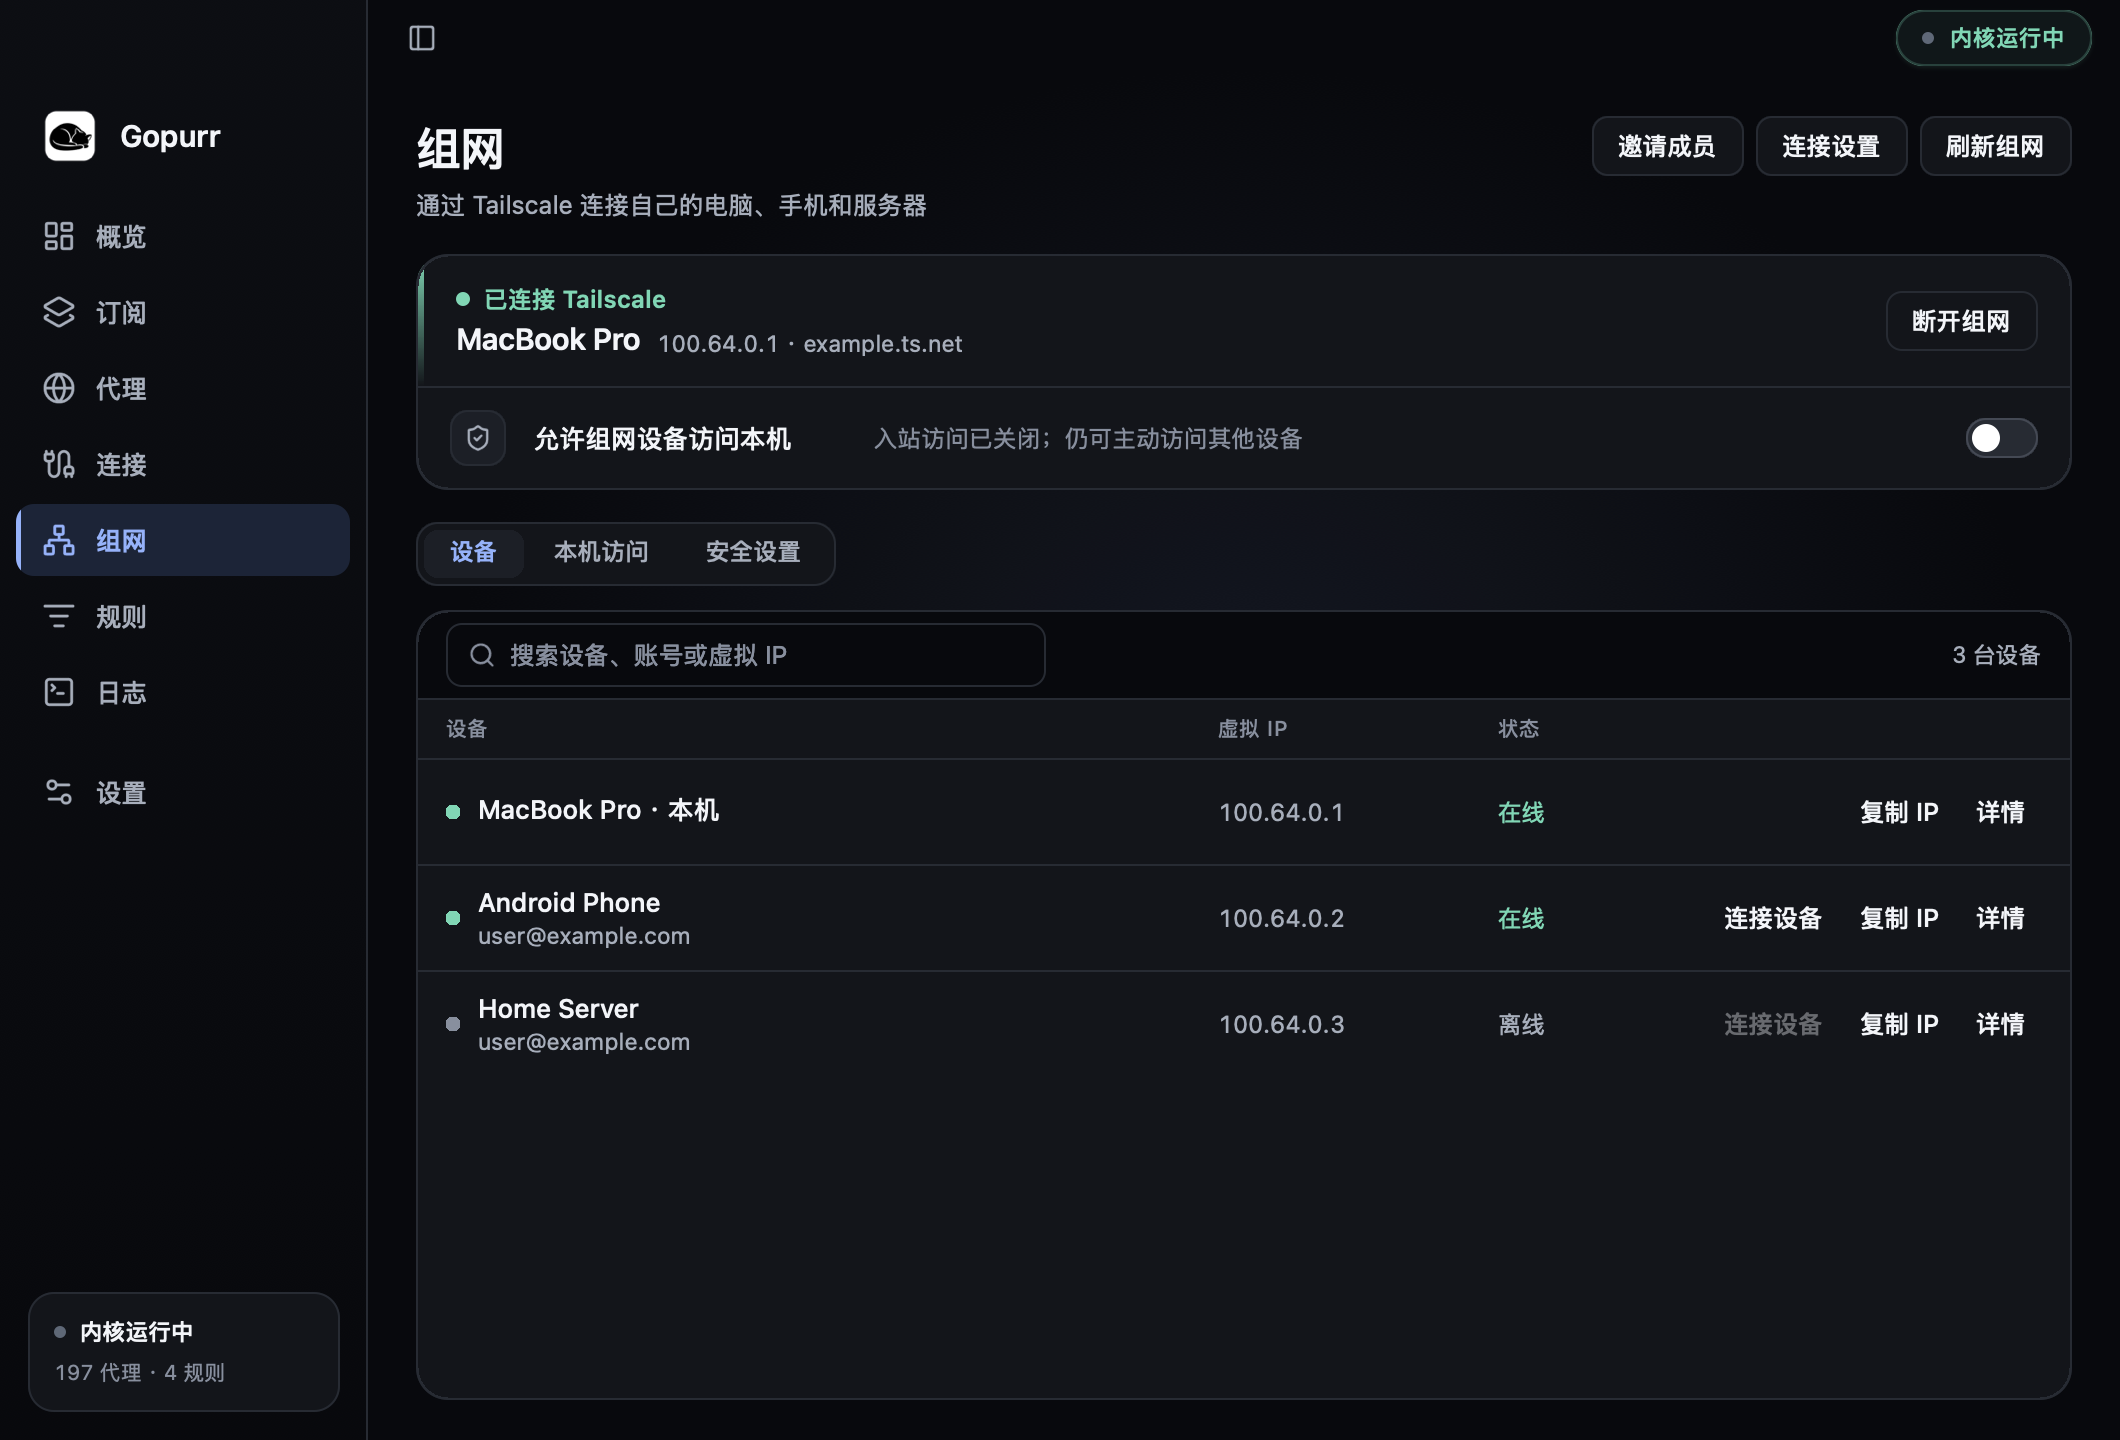 内核运行中
Gopurr
概览
订阅
代理
连接
组网
规则
日志
设置
内核运行中
197 代理 · 4 规则
组网
通过 Tailscale 连接自己的电脑、手机和服务器
邀请成员 连接设置 刷新组网
已连接 Tailscale
MacBook Pro 100.64.0.1 · example.ts.net
断开组网
允许组网设备访问本机 入站访问已关闭；仍可主动访问其他设备
设备 本机访问 安全设置
搜索设备、账号或虚拟 IP 3 台设备
设备 虚拟 IP 状态
MacBook Pro · 本机 100.64.0.1 在线 复制 IP 详情
Android Phone
user@example.com
100.64.0.2 在线 连接设备 复制 IP 详情
Home Server
user@example.com
100.64.0.3 离线 连接设备 复制 IP 详情